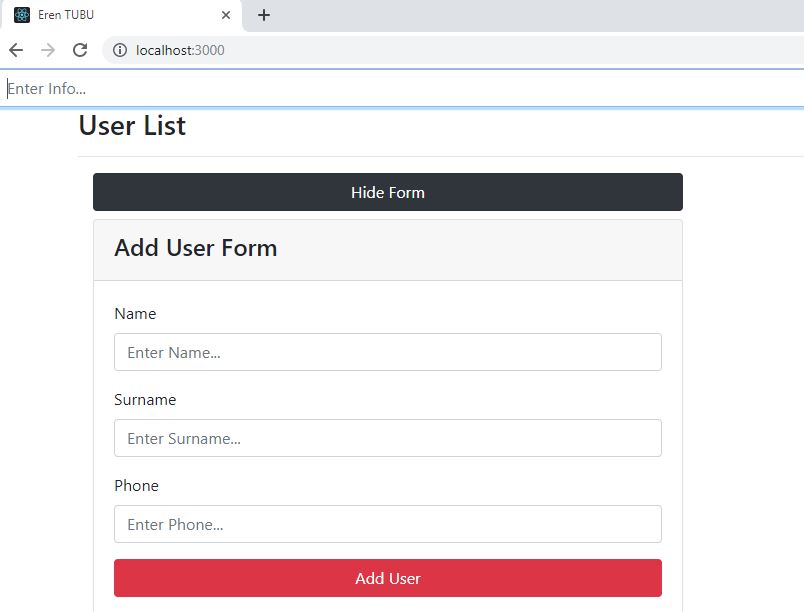 Eren TUBU
localhost:3000
Enter Info...
User List
Hide Form
Add User Form
Name
Enter Name...
Surname
Enter Surname...
Phone
Enter Phone...
Add User